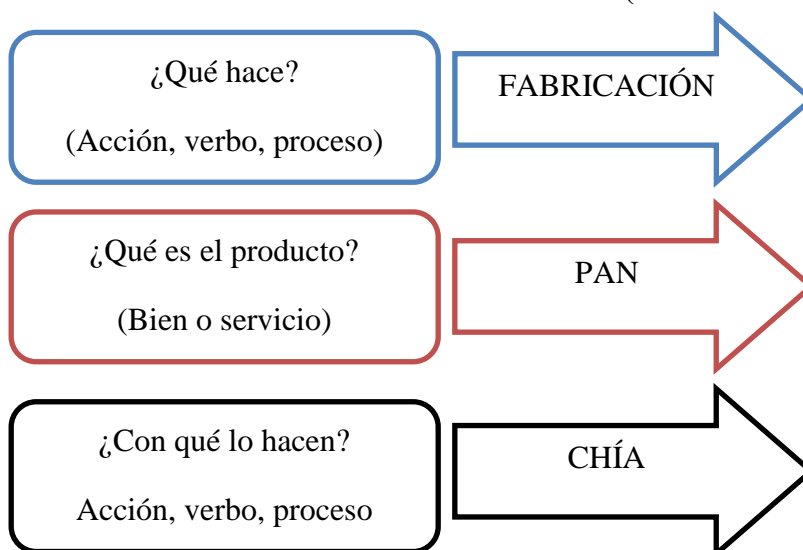 ¿Qué hace?
(Acción, verbo, proceso)
FABRICACIÓN
¿Qué es el producto?
(Bien o servicio)
PAN
¿Con qué lo hacen?
Acción, verbo, proceso
CHÍA